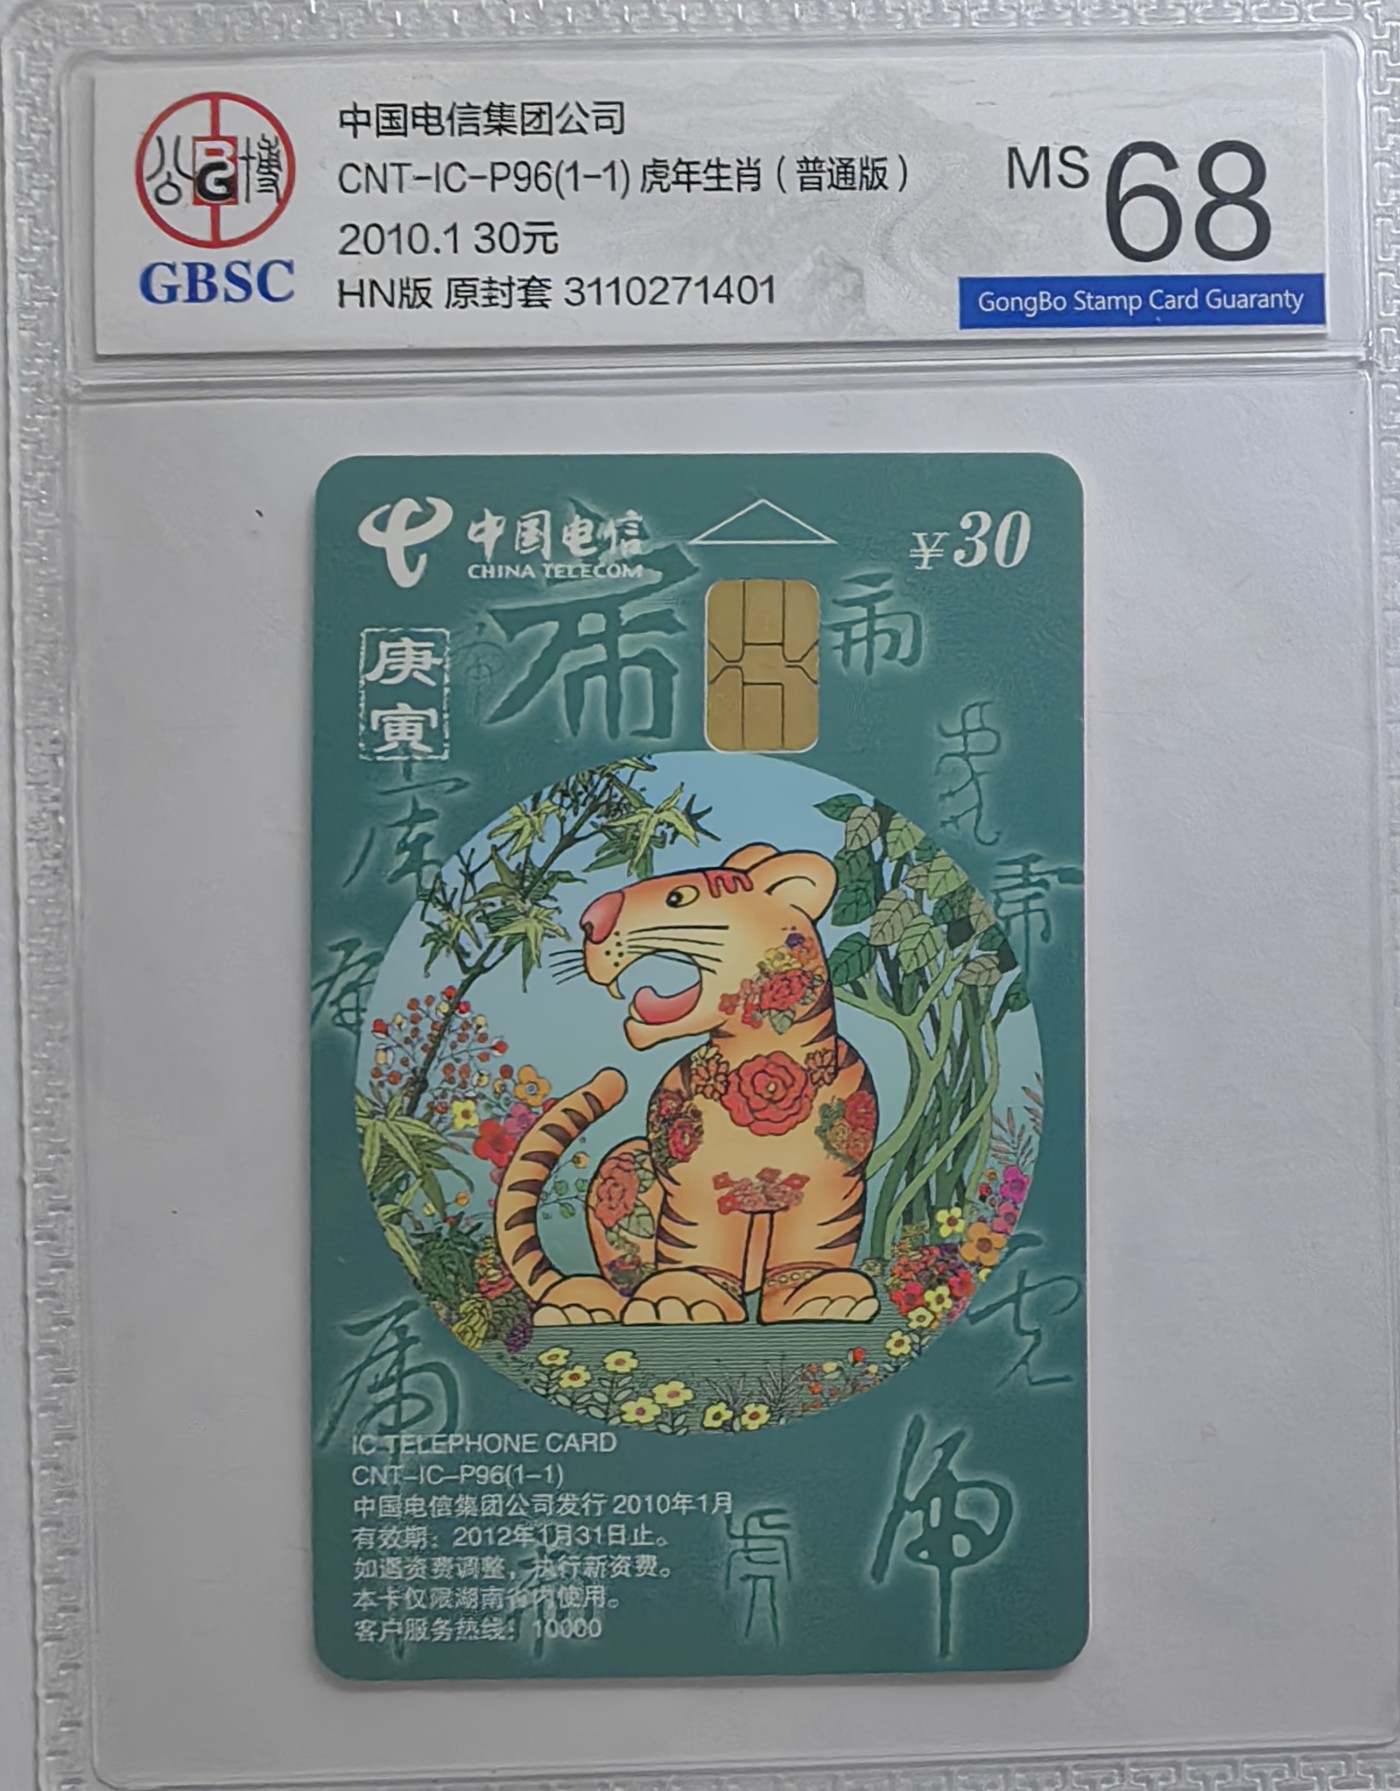 公博
GBSC
中国电信集团公司
CNT-IC-P96(1-1) 虎年生肖（普通版）
2010.1 30元
HN版 原封套 3110271401
MS 68
GongBo Stamp Card Guaranty
中国电信
CHINA TELECOM
¥30
庚寅
IC TELEPHONE CARD
CNT-IC-P96(1-1)
中国电信集团公司发行 2010年1月
有效期：2012年1月31日止。
如遇资费调整，执行新资费。
本卡仅限湖南省内使用。
客户服务热线：10000